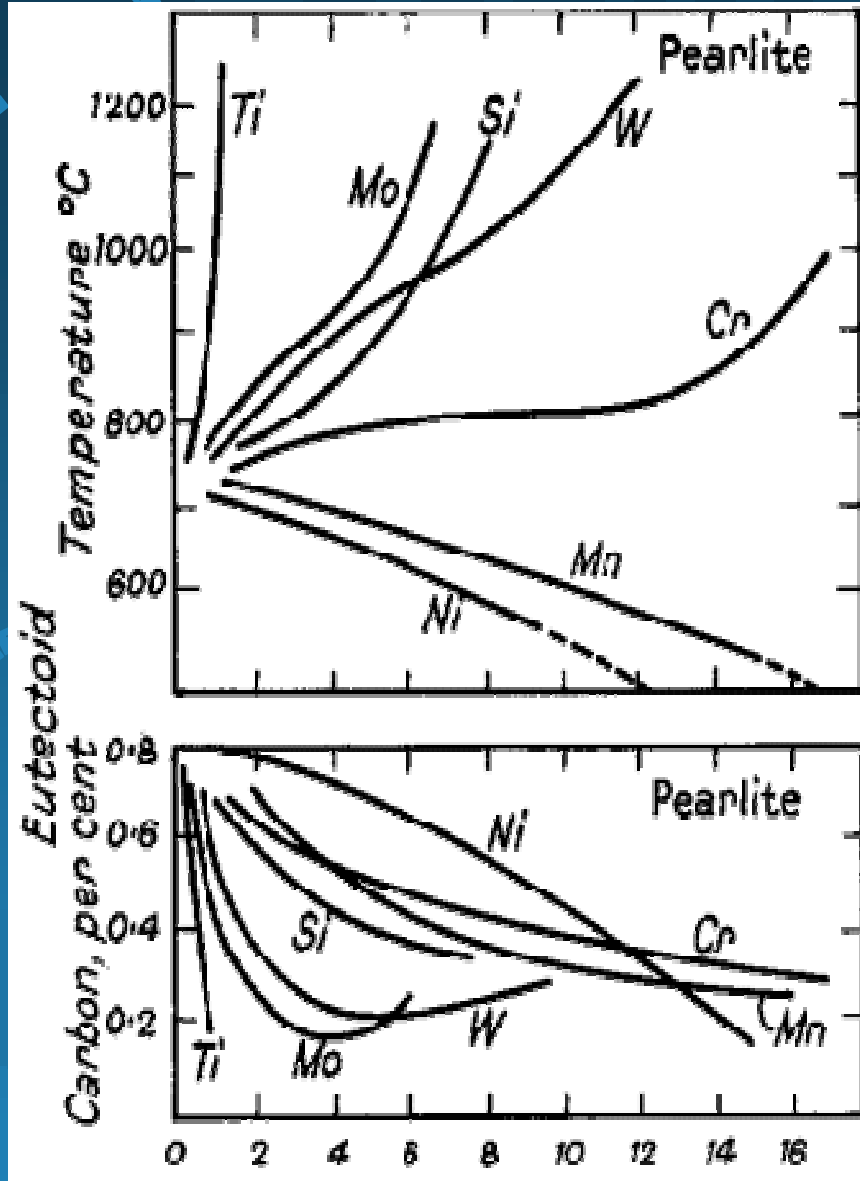 Pearlite
1200
Ti
Si
W
Mo
1000
Cr
800
Mn
600
Ni
Temperature °C
Eutectoid
0·8
Pearlite
Ni
0·6
0·4
Si
Cr
0·2
W
Mn
Ti
Mo
Carbon, per cent
0 2 4 6 8 10 12 14 16